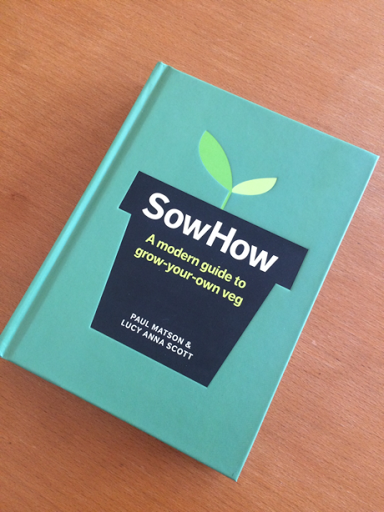 SowHow
A modern guide to
grow-your-own veg
PAUL MATSON &
LUCY ANNA SCOTT